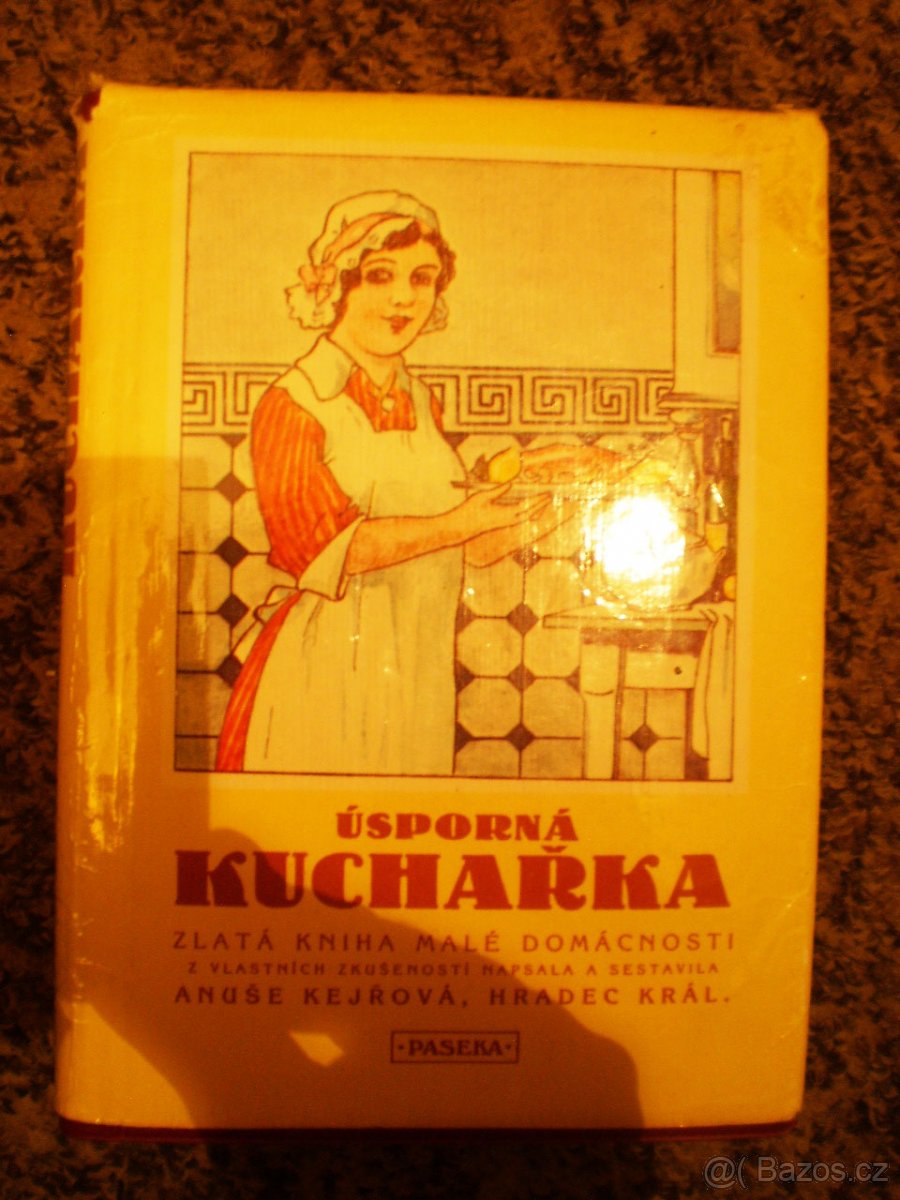 ÚSPORNÁ
KUCHAŘKA
ZLATÁ KNIHA MALÉ DOMÁCNOSTI
Z VLASTNÍCH ZKUŠENOSTÍ NAPSALA A SESTAVILA
ANUŠE KEJŘOVÁ, HRADEC KRÁL.
·PASEKA·
@( Bazos.cz